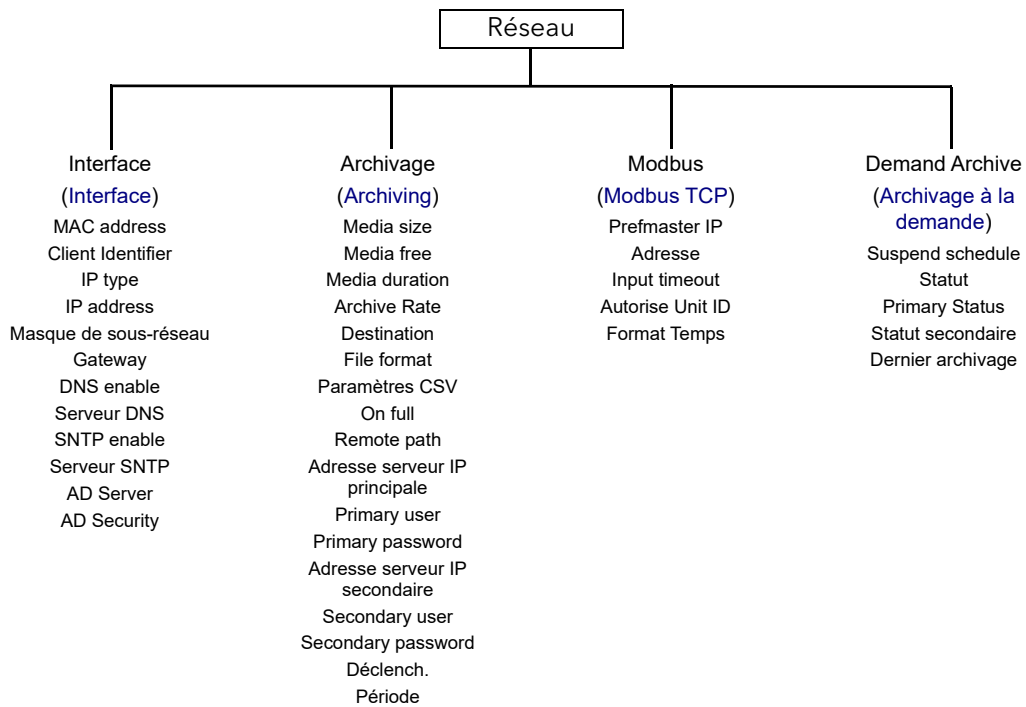 Réseau
Interface
(Interface)
MAC address
Client Identifier
IP type
IP address
Masque de sous-réseau
Gateway
DNS enable
Serveur DNS
SNTP enable
Serveur SNTP
AD Server
AD Security
Archivage
(Archiving)
Media size
Media free
Media duration
Archive Rate
Destination
File format
Paramètres CSV
On full
Remote path
Adresse serveur IP
principale
Primary user
Primary password
Adresse serveur IP
secondaire
Secondary user
Secondary password
Déclench.
Période
Modbus
(Modbus TCP)
Prefmaster IP
Adresse
Input timeout
Autorise Unit ID
Format Temps
Demand Archive
(Archivage à la
demande)
Suspend schedule
Statut
Primary Status
Statut secondaire
Dernier archivage